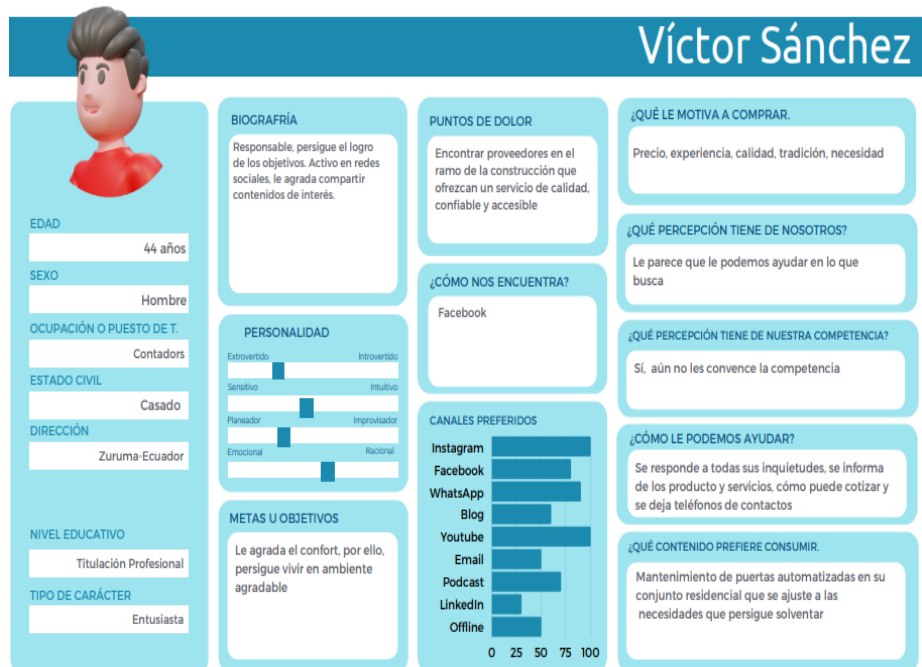 Víctor Sánchez
EDAD
44 años
SEXO
Hombre
OCUPACIÓN O PUESTO DE T.
Contadors
ESTADO CIVIL
Casado
DIRECCIÓN
Zuruma-Ecuador
NIVEL EDUCATIVO
Titulación Profesional
TIPO DE CARÁCTER
Entusiasta
BIOGRAFRÍA
Responsable, persigue el logro
de los objetivos. Activo en redes
sociales, le agrada compartir
contenidos de interés.
PERSONALIDAD
Extrovertido Introvertido
Sensitivo Intuitivo
Planeador Improvisador
Emocional Racional
METAS U OBJETIVOS
Le agrada el confort, por ello,
persigue vivir en ambiente
agradable
PUNTOS DE DOLOR
Encontrar proveedores en el
ramo de la construcción que
ofrezcan un servicio de calidad,
confiable y accesible
¿CÓMO NOS ENCUENTRA?
Facebook
CANALES PREFERIDOS
Instagram
Facebook
WhatsApp
Blog
Youtube
Email
Podcast
LinkedIn
Offline
0 25 50 75 100
¿QUÉ LE MOTIVA A COMPRAR.
Precio, experiencia, calidad, tradición, necesidad
¿QUÉ PERCEPCIÓN TIENE DE NOSOTROS?
Le parece que le podemos ayudar en lo que
busca
¿QUÉ PERCEPCIÓN TIENE DE NUESTRA COMPETENCIA?
Sí, aún no les convence la competencia
¿CÓMO LE PODEMOS AYUDAR?
Se responde a todas sus inquietudes, se informa
de los producto y servicios, cómo puede cotizar y
se deja teléfonos de contactos
¿QUÉ CONTENIDO PREFIERE CONSUMIR.
Mantenimiento de puertas automatizadas en su
conjunto residencial que se ajuste a las
necesidades que persigue solventar